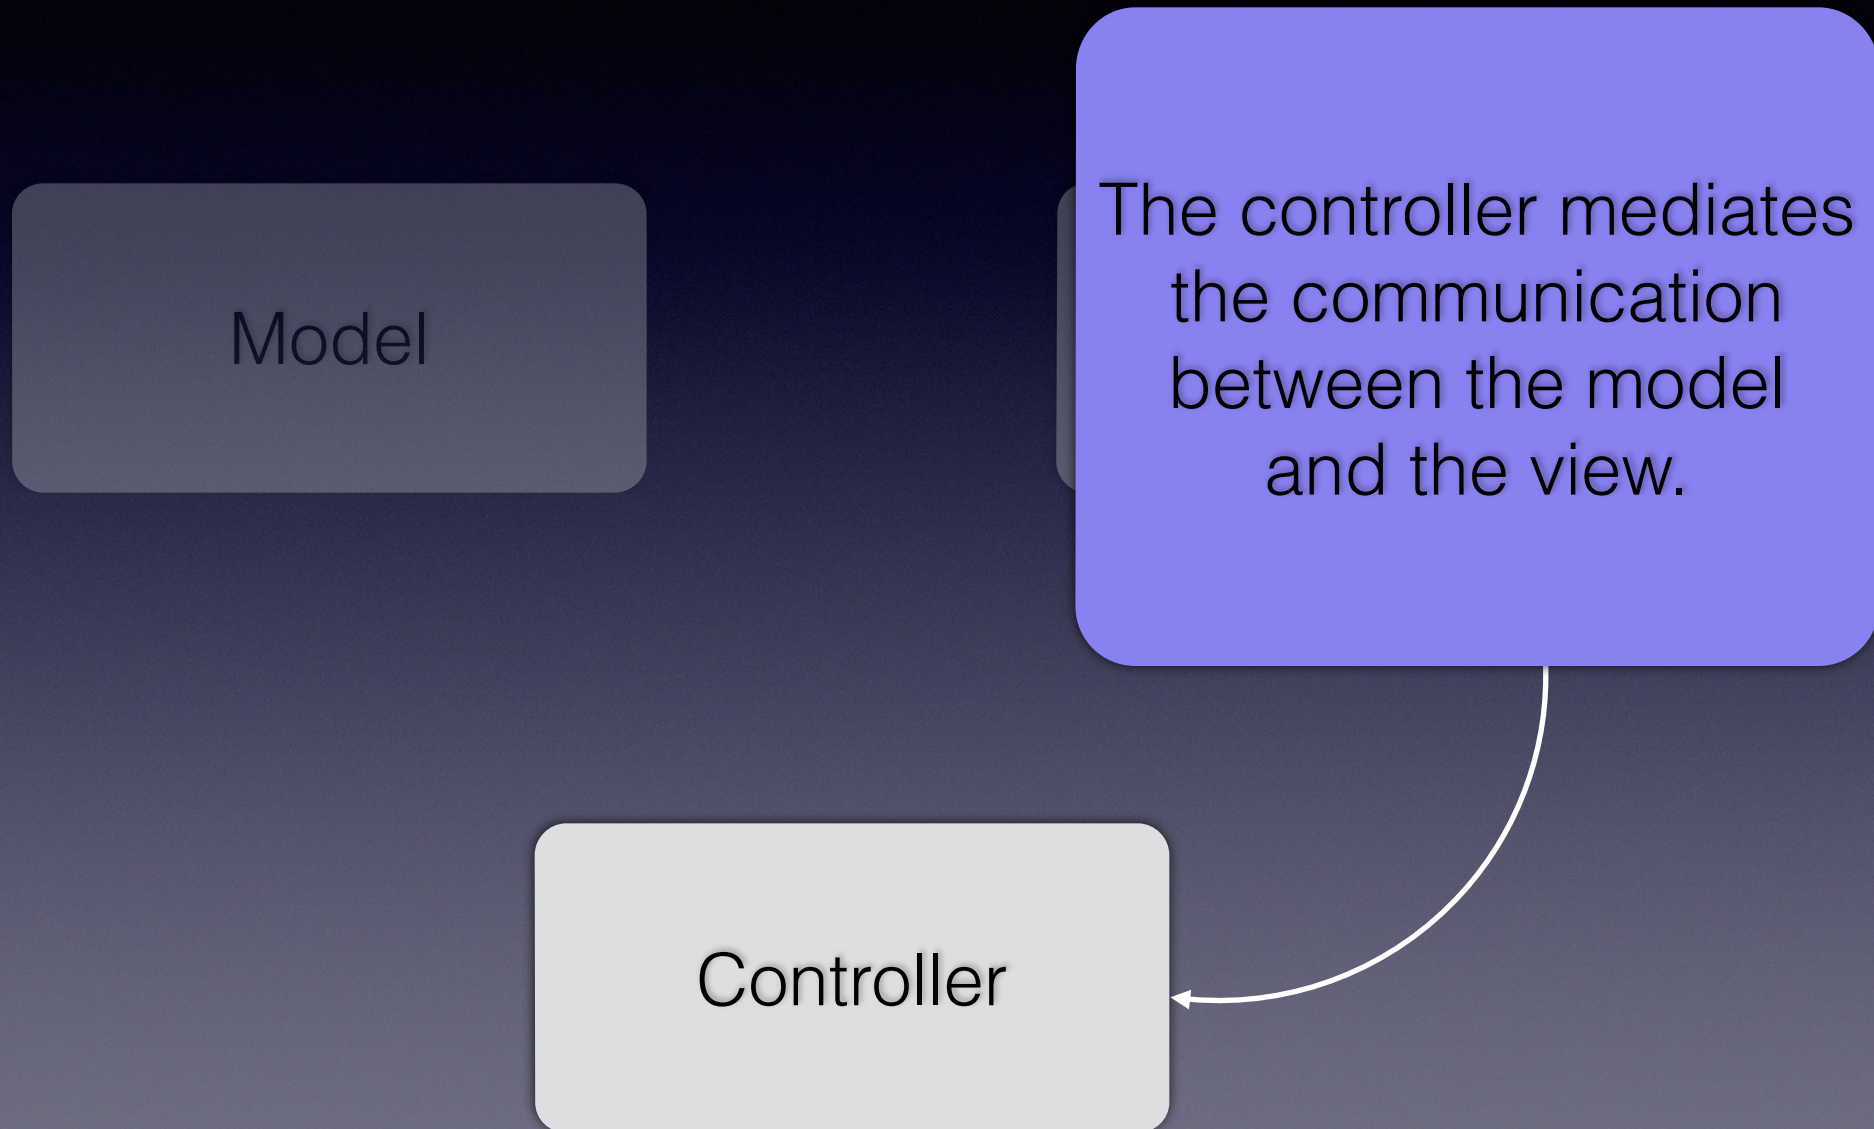 Model
The controller mediates
the communication
between the model
and the view.
Controller